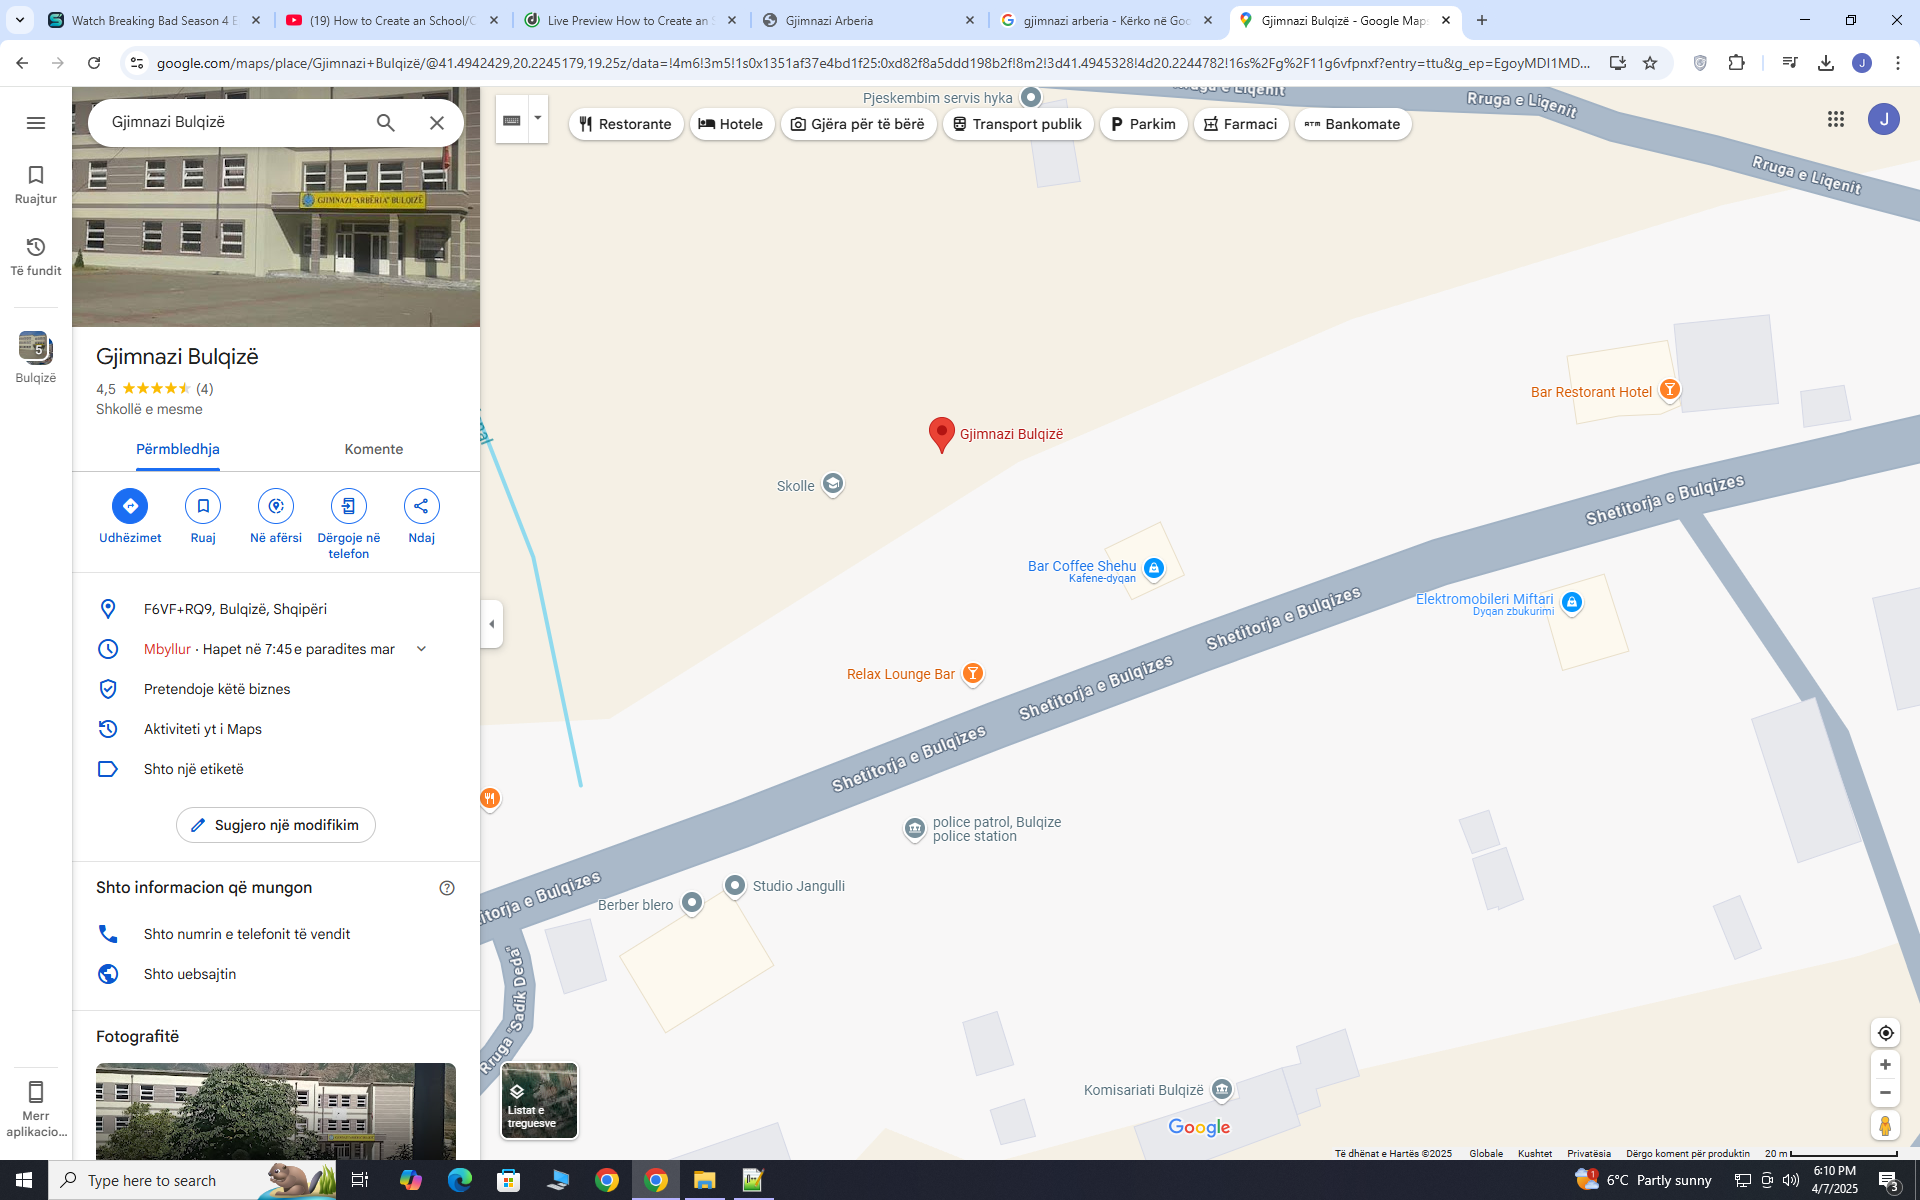 Watch Breaking Bad Season 4 E
(19) How to Create an School/C
Live Preview How to Create an S
Gjimnazi Arberia
gjimnazi arberia - Kërko në Goo
Gjimnazi Bulqizë - Google Maps
google.com/maps/place/Gjimnazi+Bulqizë/@41.4942429,20.2245179,19.25z/data=!4m6!3m5!1s0x1351af37e4bd1f25:0xd82f8a5ddd198b2f!8m2!3d41.4945328!4d20.2244782!16s%2Fg%2F11g6vfpnxf?entry=ttu&g_ep=EgoyMDI1MD...
J
Gjimnazi Bulqizë
Restorante
Hotele
Gjëra për të bërë
Transport publik
Parkim
Farmaci
ATM
Bankomate
J
Ruajtur
Të fundit
5
Bulqizë
Merr
aplikacio...
GJIMNAZI "ARBËRIA" BULQIZË
Gjimnazi Bulqizë
4,5
(4)
Shkollë e mesme
Përmbledhja
Komente
Udhëzimet
Ruaj
Në afërsi
Dërgoje në
telefon
Ndaj
F6VF+RQ9, Bulqizë, Shqipëri
Mbyllur · Hapet në 7:45 e paradites mar
Pretendoje këtë biznes
Aktiviteti yt i Maps
Shto një etiketë
Sugjero një modifikim
Shto informacion që mungon
Shto numrin e telefonit të vendit
Shto uebsajtin
Fotografitë
Pjeskembim servis hyka
Rruga e Liqenit
Rruga e Liqenit
Rruga e Liqenit
Bar Restorant Hotel
Gjimnazi Bulqizë
Skolle
Shetitorja e Bulqizes
Bar Coffee Shehu
Kafene-dyqan
Elektromobileri Miftari
Dyqan zbukurimi
Shetitorja e Bulqizes
Relax Lounge Bar
Shetitorja e Bulqizes
Shetitorja e Bulqizes
police patrol, Bulqize
police station
Studio Jangulli
Berber blero
titorja e Bulqizes
Rruga "Sadik Deda"
Komisariati Bulqizë
Listat e
treguesve
Google
Të dhënat e Hartës ©2025
Globale
Kushtet
Privatësia
Dërgo koment për produktin
20 m
Type here to search
1
6°C Partly sunny
6:10 PM
4/7/2025
3